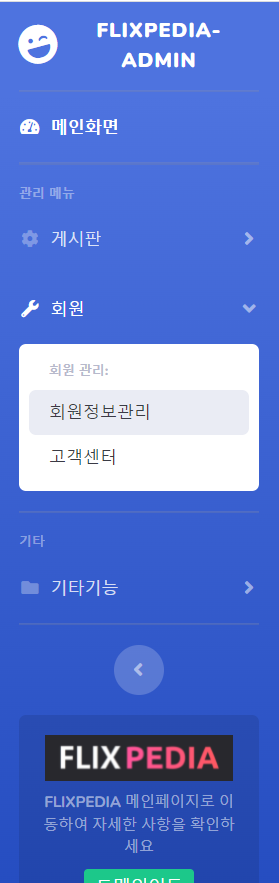 FLIXPEDIA-
ADMIN
메인화면
관리 메뉴
게시판
회원
회원 관리:
회원정보관리
고객센터
기타
기타기능
FLIXPEDIA
FLIXPEDIA 메인페이지로 이
동하여 자세한 사항을 확인하
세요